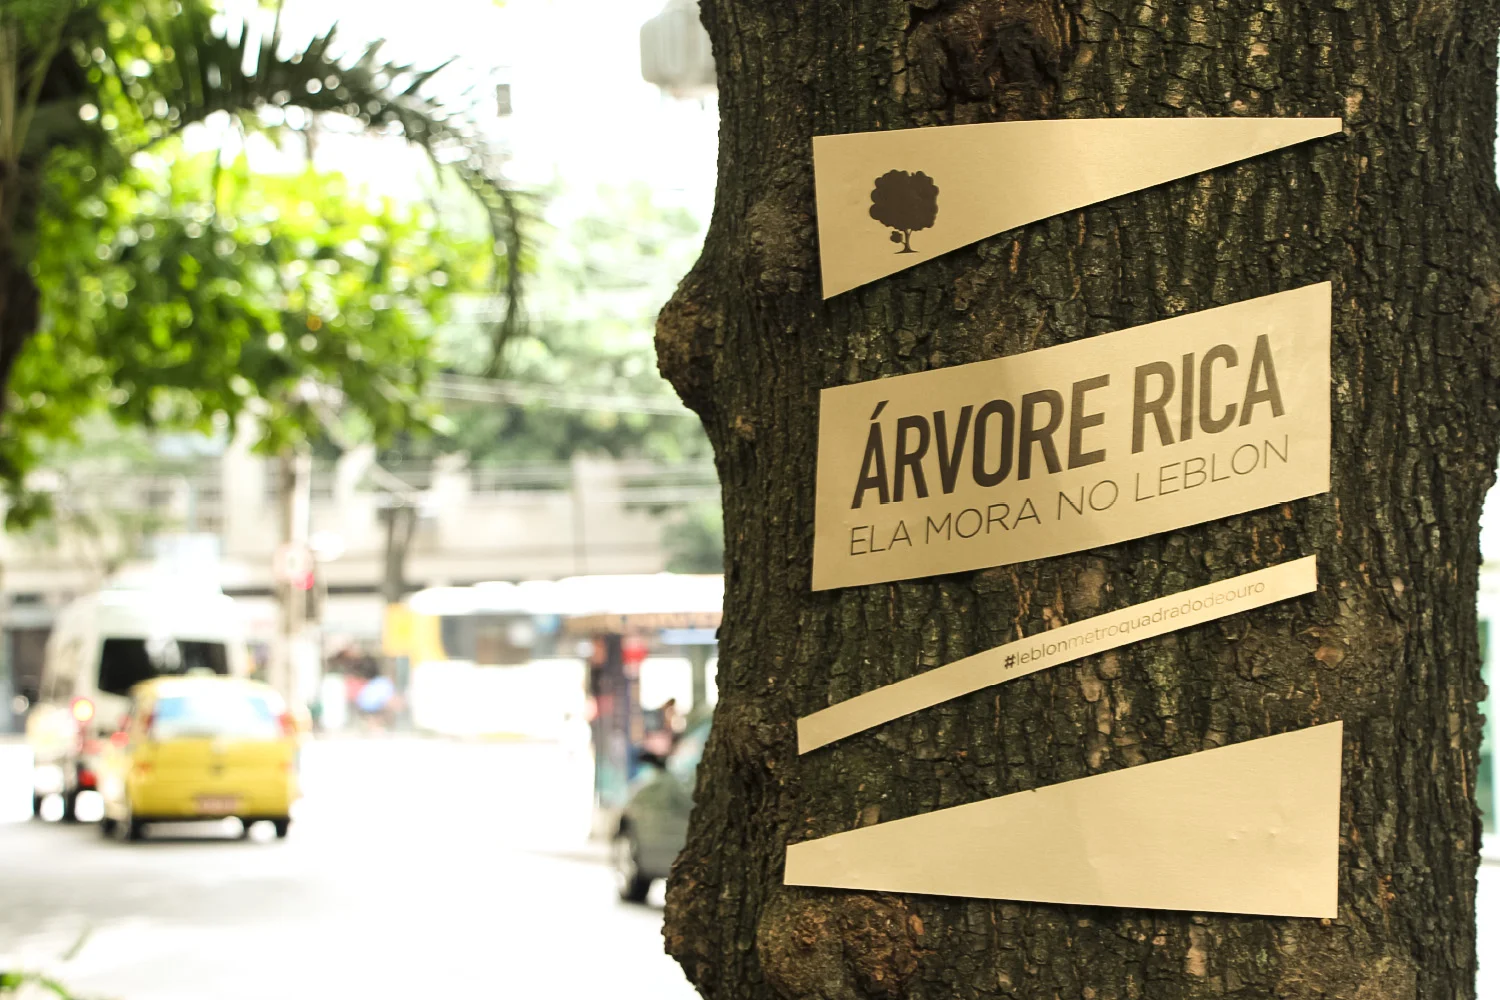 ÁRVORE RICA
ELA MORA NO LEBLON
#leblonmetroquadradodeouro